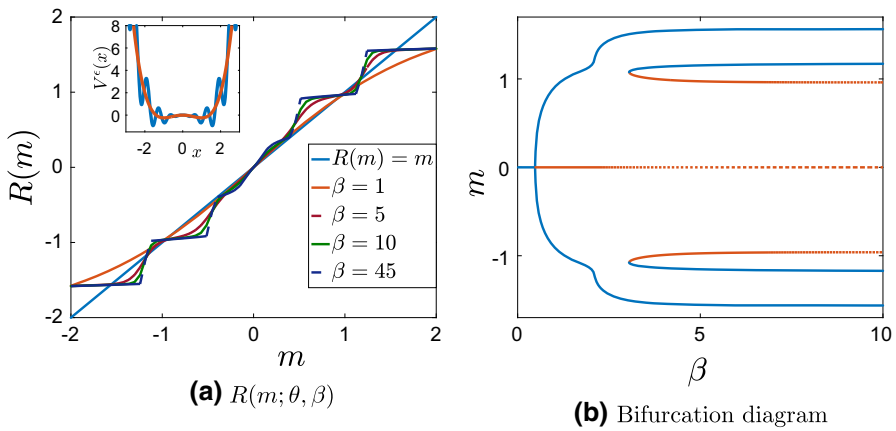 8
6
4
2
0
V^ε(x)
-2 0 x 2
2
1
0
-1
-2
R(m)
R(m) = m
β = 1
β = 5
β = 10
β = 45
-2 -1 0 1 2
m
(a) R(m; θ, β)
1
0
-1
m
0 5 10
β
(b) Bifurcation diagram